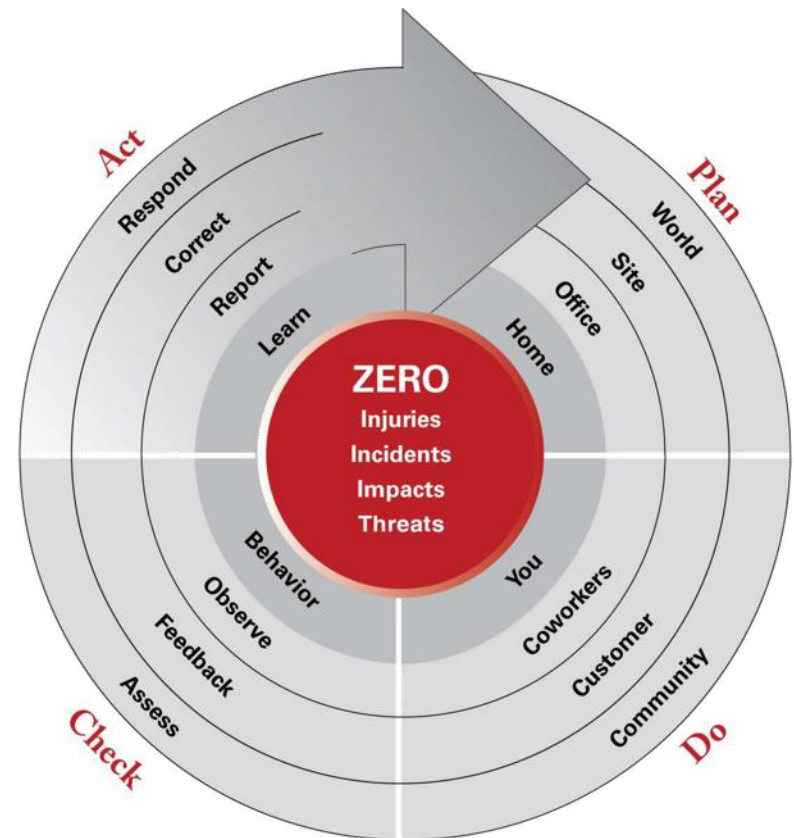 Act
Respond
Correct
Report
Learn
Plan
World
Site
Office
Home
ZERO
Injuries
Incidents
Impacts
Threats
Check
Behavior
Observe
Feedback
Assess
Do
You
Coworkers
Customer
Community